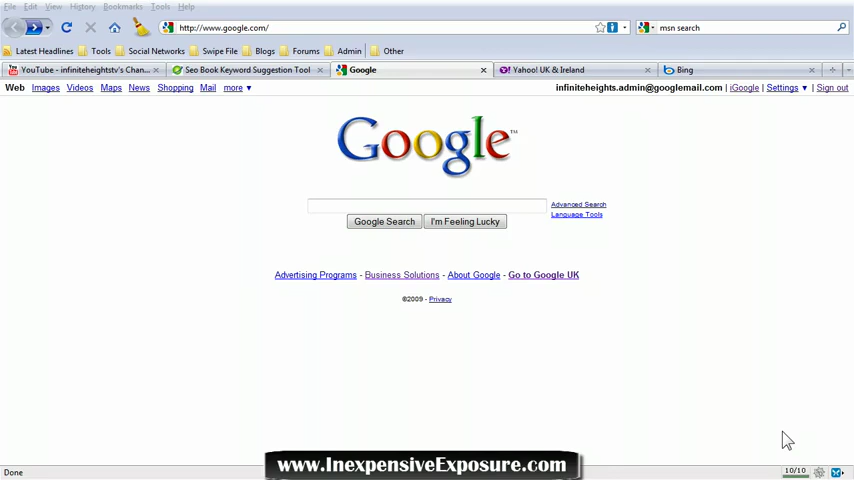 File Edit View History Bookmarks Tools Help
http://www.google.com/ msn search
Latest Headlines Tools Social Networks Swipe File Blogs Forums Admin Other
YouTube - infiniteheightstv's Chan... Seo Book Keyword Suggestion Tool Google Yahoo! UK & Ireland Bing
Web Images Videos Maps News Shopping Mail more ▼ infiniteheights.admin@googlemail.com | iGoogle | Settings ▼ | Sign out
Google™
Advanced Search
Language Tools
Google Search I'm Feeling Lucky
Advertising Programs - Business Solutions - About Google - Go to Google UK
©2009 - Privacy
www.InexpensiveExposure.com
Done 10/10